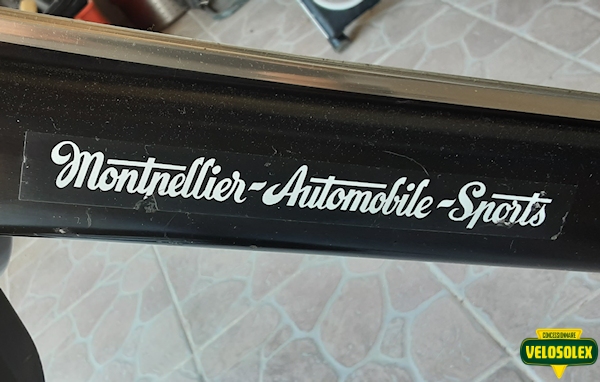 Montpellier-Automobile-Sports
CONCESSIONNAIRE
VELOSOLEX